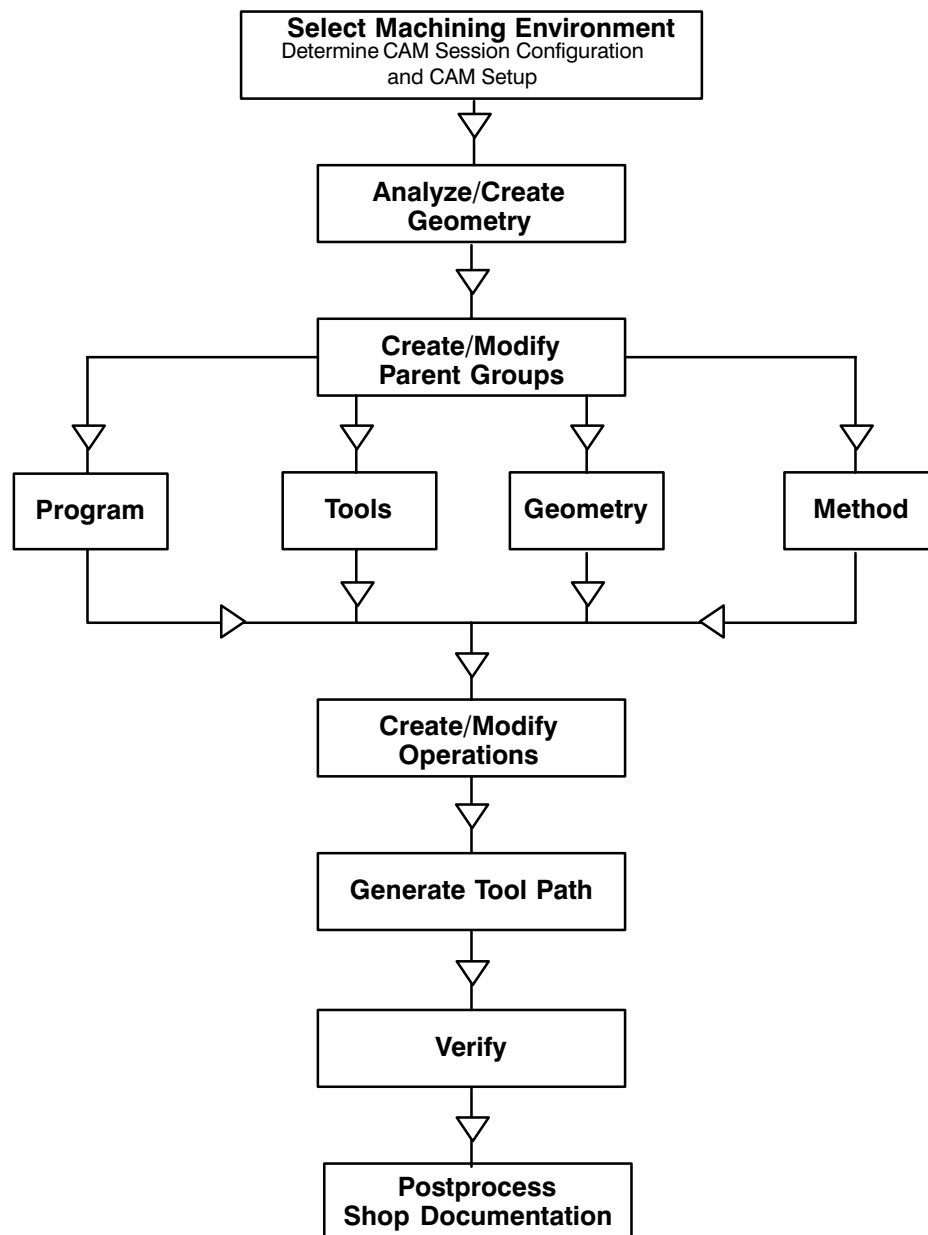 Select Machining Environment
Determine CAM Session Configuration
and CAM Setup
Analyze/Create
Geometry
Create/Modify
Parent Groups
Program
Tools
Geometry
Method
Create/Modify
Operations
Generate Tool Path
Verify
Postprocess
Shop Documentation